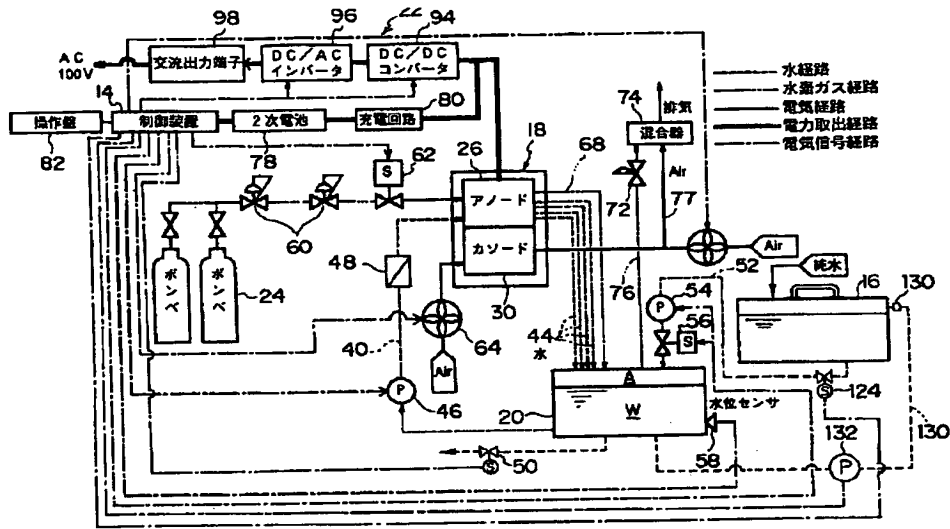 98
96
22
94
AC
100V
交流出力端子
DC/AC
インバータ
DC/DC
コンバータ
水経路
水素ガス経路
電気経路
電力取出経路
電気信号経路
14
80
操作盤
制御装置
2次電池
充電回路
82
78
62
S
18
26
68
排気
74
混合器
72
Air
77
60
アノード
カソード
30
48
24
ボンベ
ボンベ
64
Air
40
P
46
44
水
76
52
54
P
56
S
Air
純水
16
130
A
W
20
水位センサ
58
S
124
130
132
P
S
50